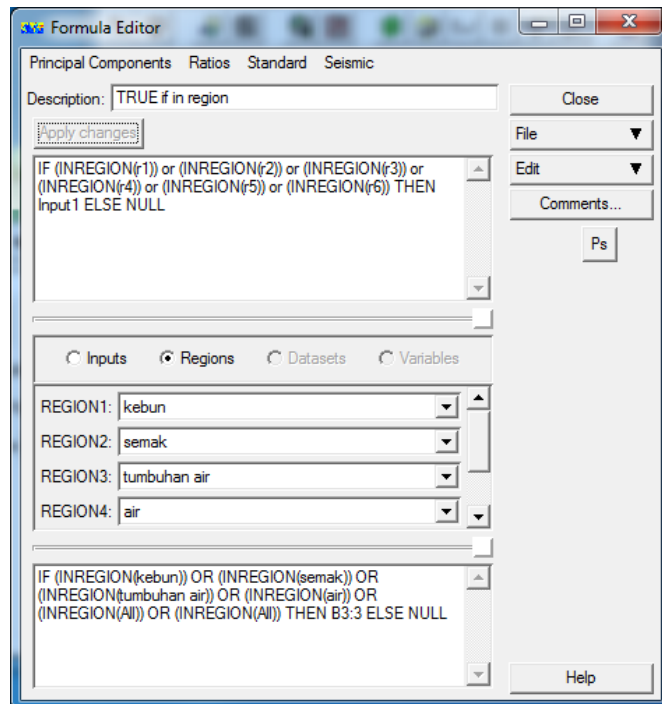 Formula Editor
Principal Components Ratios Standard Seismic
Description: TRUE if in region
Close
Apply changes
File
IF (INREGION(r1)) or (INREGION(r2)) or (INREGION(r3)) or
(INREGION(r4)) or (INREGION(r5)) or (INREGION(r6)) THEN
Input1 ELSE NULL
Edit
Comments...
Ps
Inputs Regions Datasets Variables
REGION1: kebun
REGION2: semak
REGION3: tumbuhan air
REGION4: air
IF (INREGION(kebun)) OR (INREGION(semak)) OR
(INREGION(tumbuhan air)) OR (INREGION(air)) OR
(INREGION(All)) OR (INREGION(All)) THEN B3:3 ELSE NULL
Help